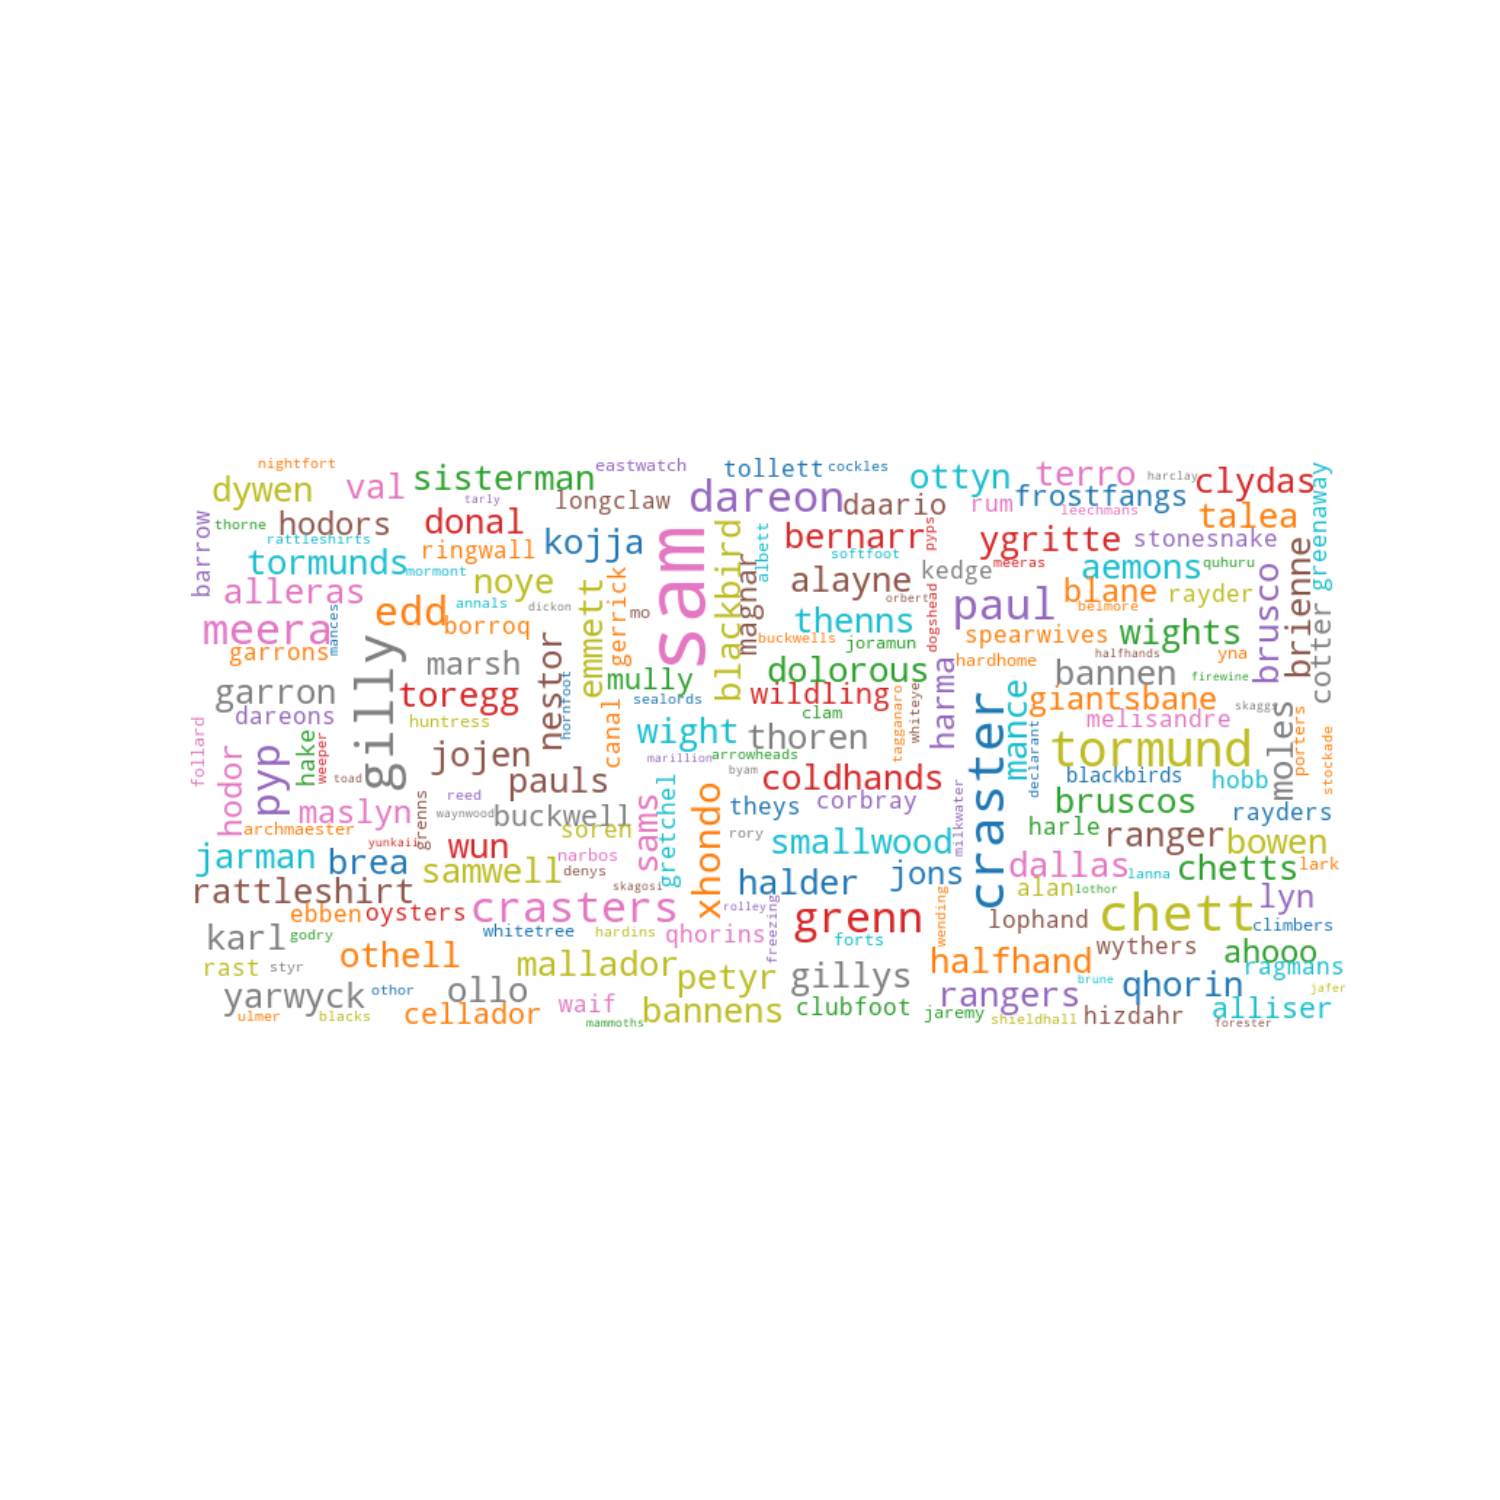 nightfort
eastwatch
tollett
cockles
ottyn
terro
harclay
clydas
greenaway
dywen
val
sisterman
tarly
longclaw
dareon
daario
rum
frostfangs
leechmans
talea
barrow
thorne
hodors
rattleshirts
donal
ringwall
kojja
sam
blackbird
albett
bernarr
softfoot
pyps
ygritte
meeras
stonesnake
quhuru
tormunds
mormont
noye
emmett
gerrick
magnar
alayne
orbert
kedge
dogshead
aemons
blane
belmore
rayder
brusco
brienne
cotter
alleras
mances
edd
annals
borroq
dickon
mo
thenns
paul
spearwives
wights
halfhands
yna
meera
garrons
gilly
marsh
nestor
hornfoot
mully
buckwells
joramun
dolorous
harma
hardhome
bannen
firewine
garron
dareons
toregg
huntress
sealords
wildling
clam
tagganaro
whiteye
craster
mance
declarant
giantsbane
melisandre
skaggs
moles
porters
stockade
follard
hodor
pyp
hake
weeper
toad
jojen
canal
wight
marillion
arrowheads
thoren
tormund
blackbirds
hobb
pauls
byam
coldhands
reed
waynwood
buckwell
soren
sams
gretchel
xhondo
theys
corbray
milkwater
bruscos
harle
rayders
maslyn
archmaester
yunkaii
grenns
rory
smallwood
ranger
bowen
jarman
brea
wun
samwell
narbos
denys
skagosi
halder
jons
dallas
lanna
chetts
lark
rattleshirt
ebben
oysters
crasters
rolley
freezing
grenn
wending
alan
lothor
lophand
chett
lyn
climbers
karl
godry
whitetree
hardins
qhorins
forts
wythers
ahooo
rast
styr
othell
mallador
petyr
gillys
halfhand
brune
qhorin
ragmans
jafer
yarwyck
othor
ollo
waif
bannens
clubfoot
rangers
alliser
ulmer
blacks
cellador
mammoths
jaremy
shieldhall
hizdahr
forester